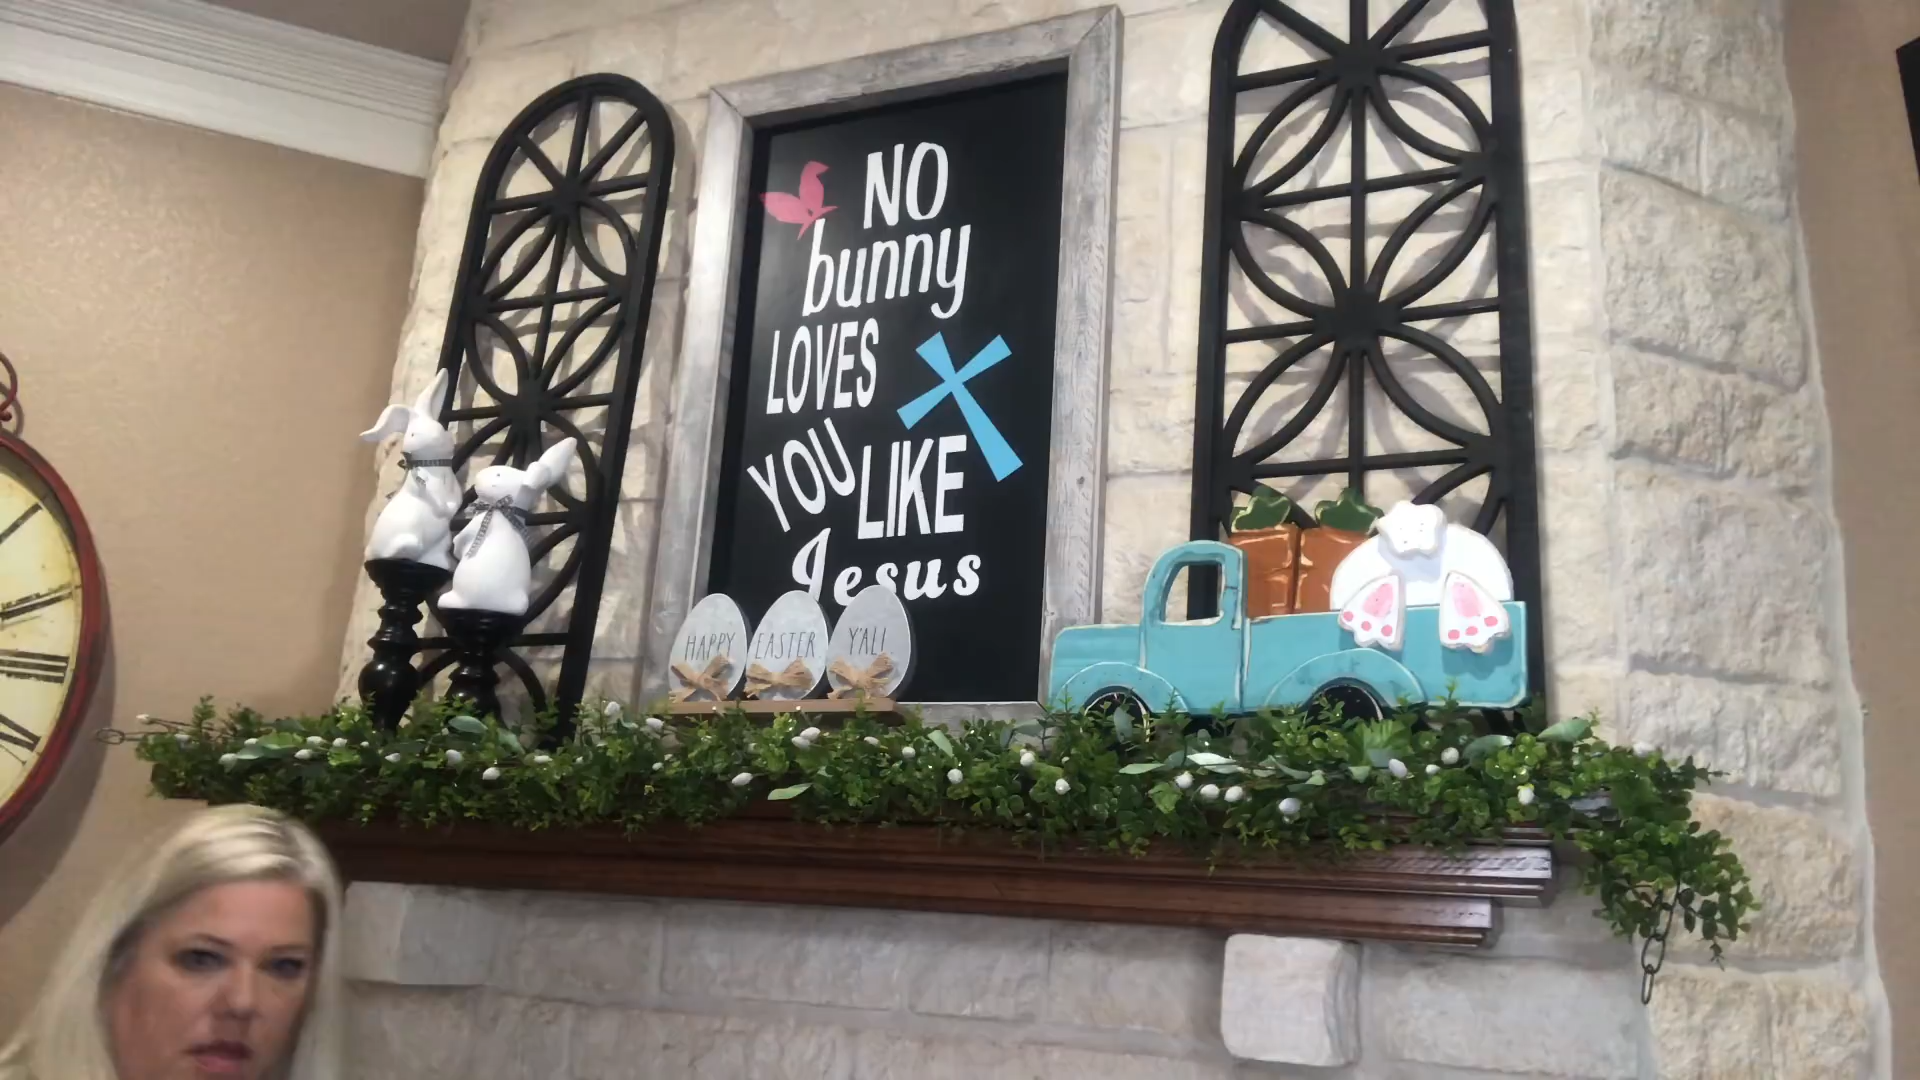 NO
bunny
LOVES
YOU LIKE
Jesus
HAPPY EASTER Y'ALL